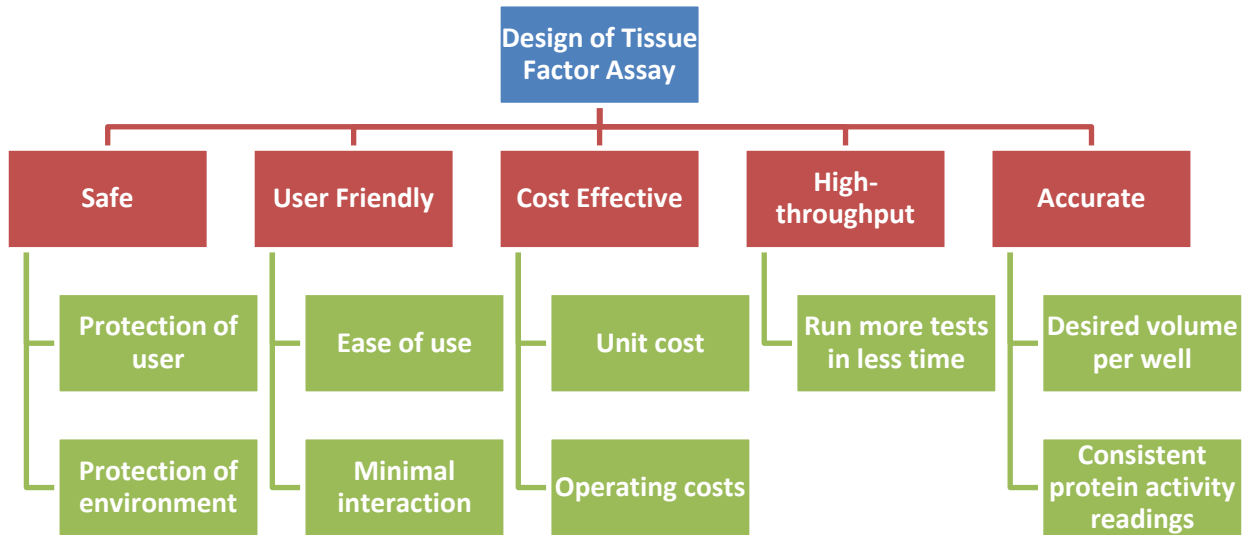 Design of Tissue
Factor Assay
Safe
User Friendly
Cost Effective
High-
throughput
Accurate
Protection of
user
Ease of use
Unit cost
Run more tests
in less time
Desired volume
per well
Protection of
environment
Minimal
interaction
Operating costs
Consistent
protein activity
readings